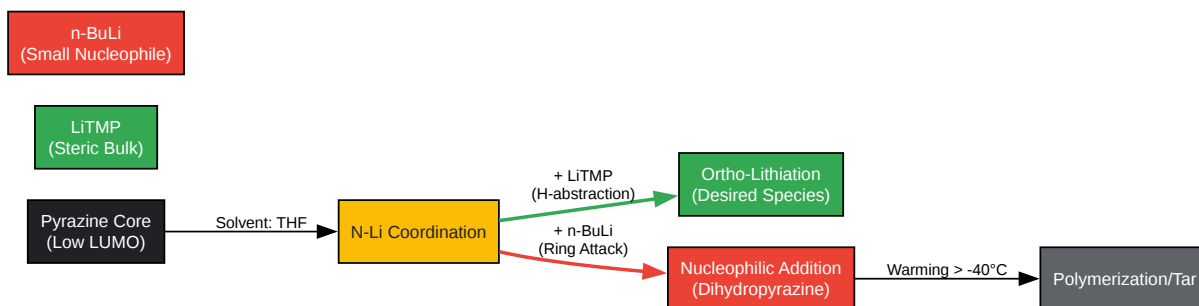 n-BuLi
(Small Nucleophile)
LiTMP
(Steric Bulk)
Pyrazine Core
(Low LUMO)
Solvent: THF
N-Li Coordination
+ LiTMP
(H-abstraction)
+ n-BuLi
(Ring Attack)
Ortho-Lithiation
(Desired Species)
Nucleophilic Addition
(Dihydropyrazine)
Warming > -40°C
Polymerization/Tar